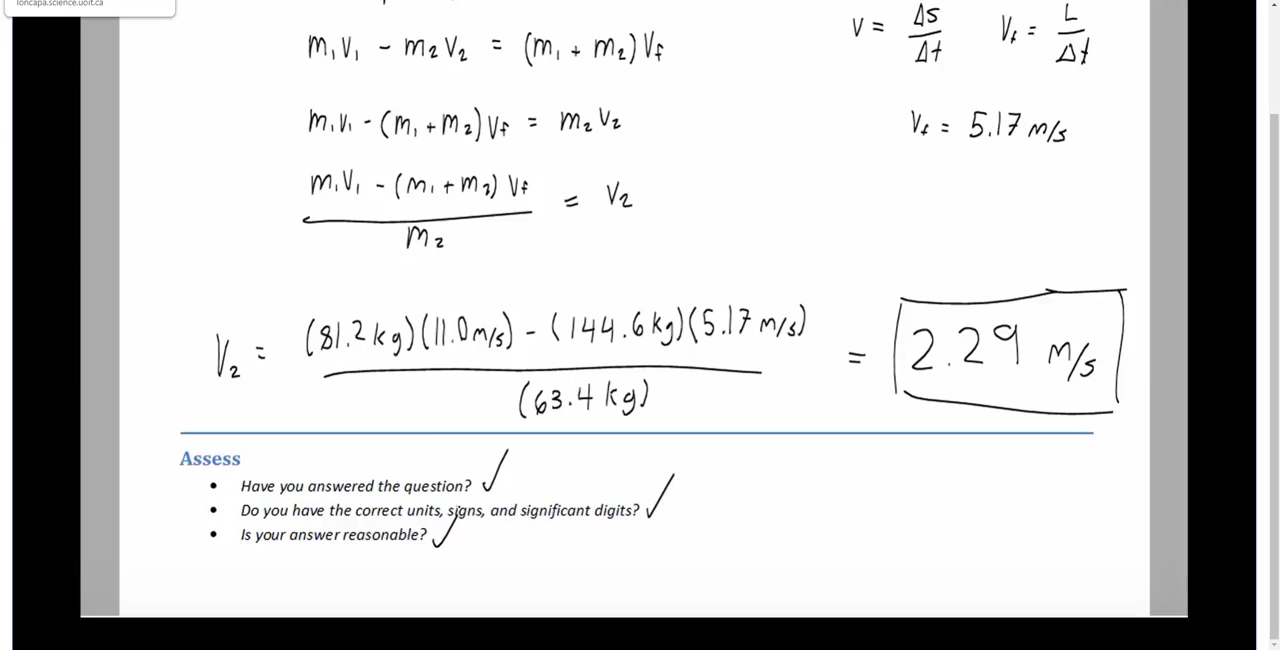 loncapa.science.uoit.ca
V = Δs/Δt    Vf = L/Δt
m₁V₁ - m₂V₂ = (m₁ + m₂)Vf
m₁V₁ - (m₁ + m₂)Vf = m₂V₂    Vf = 5.17 m/s
m₁V₁ - (m₁ + m₂)Vf
= V₂
m₂
V₂ = (81.2 kg)(11.0 m/s) - (144.6 kg)(5.17 m/s)
= 2.29 m/s
(63.4 kg)
Assess
• Have you answered the question? ✓
• Do you have the correct units, signs, and significant digits? ✓
• Is your answer reasonable? ✓